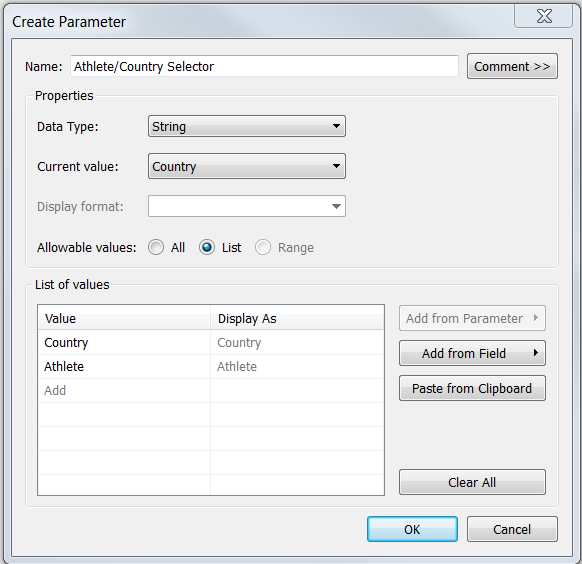 Create Parameter
Name: Athlete/Country Selector Comment >>
Properties
Data Type: String
Current value: Country
Display format:
Allowable values: All List Range
List of values
Value Display As
Country Country
Athlete Athlete
Add
Add from Parameter
Add from Field
Paste from Clipboard
Clear All
OK Cancel